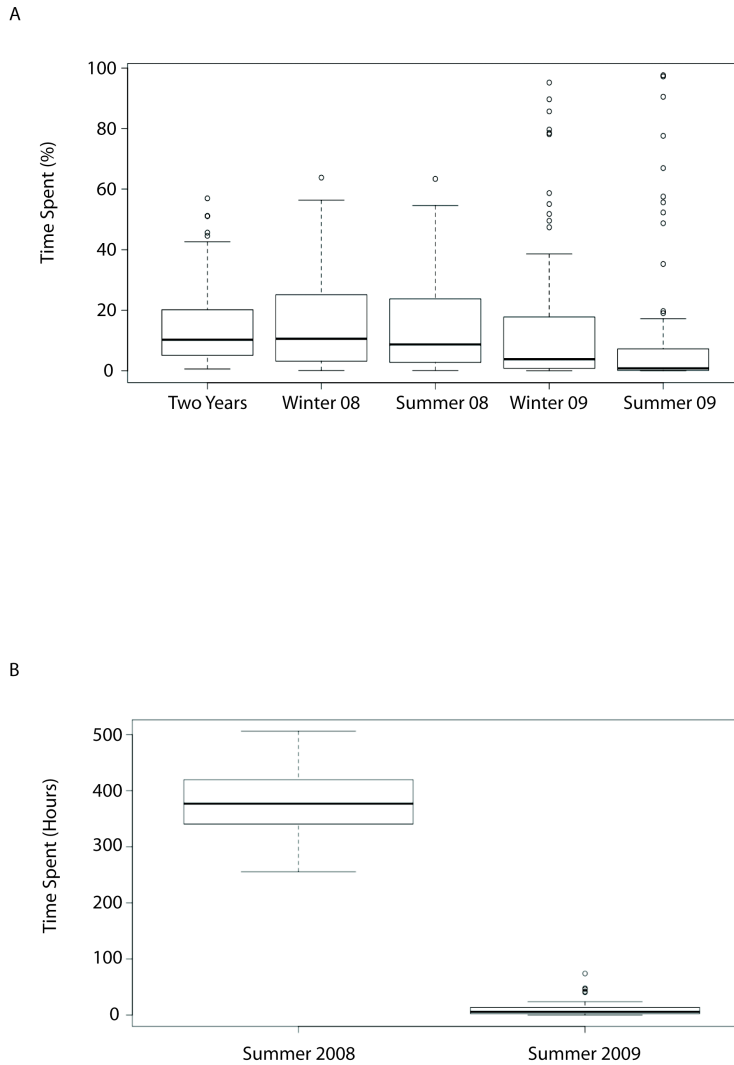 A
Time Spent (%)
100
80
60
40
20
0
Two Years Winter 08 Summer 08 Winter 09 Summer 09
B
Time Spent (Hours)
500
400
300
200
100
0
Summer 2008 Summer 2009